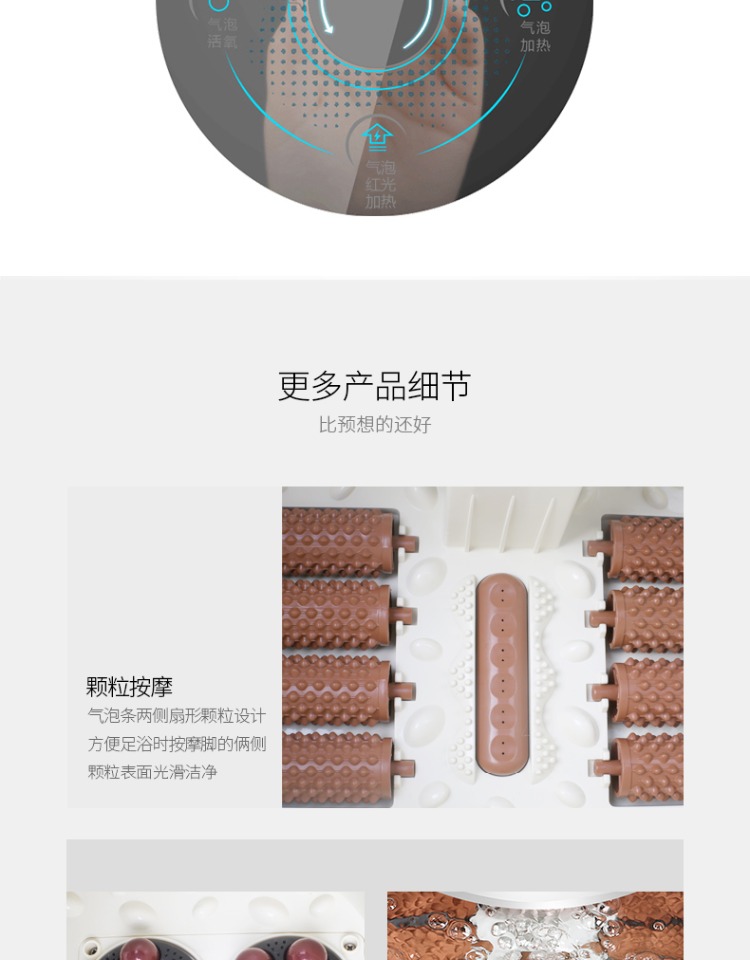 气泡
活氧
气泡
加热
气泡
红光
加热
更多产品细节
比预想的还好
颗粒按摩
气泡条两侧扇形颗粒设计
方便足浴时按摩脚的俩侧
颗粒表面光滑洁净